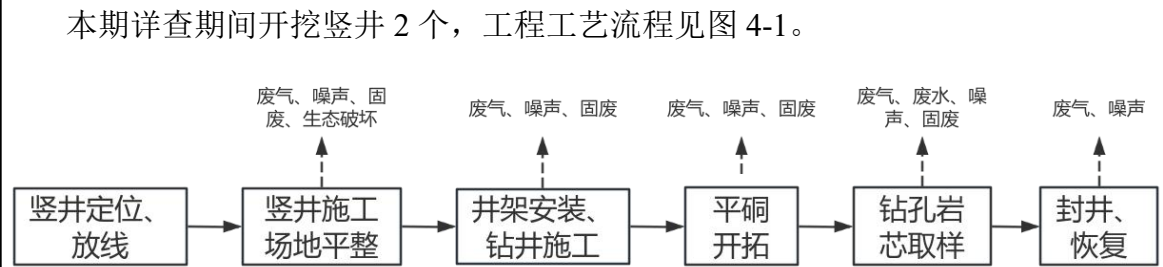 本期详查期间开挖竖井 2 个，工程工艺流程见图 4-1。
废气、噪声、固
废、生态破坏
废气、噪声、固废
废气、噪声、固废
废气、废水、噪
声、固废
废气、噪声
竖井定位、
放线
竖井施工
场地平整
井架安装、
钻井施工
平硐
开拓
钻孔岩
芯取样
封井、
恢复